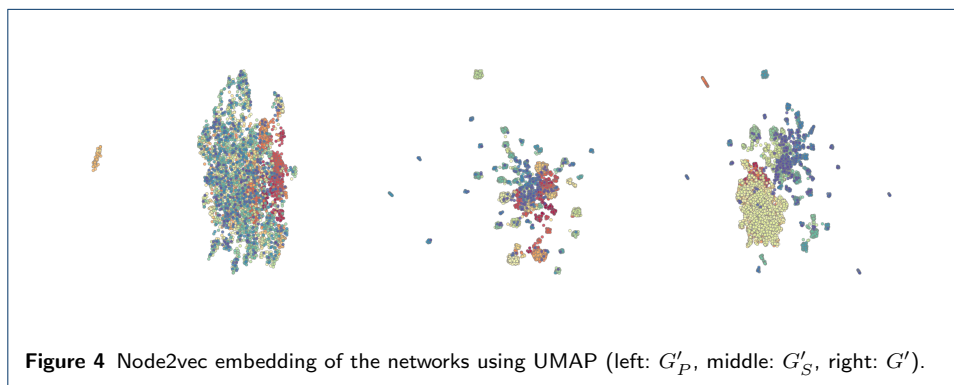 Figure 4 Node2vec embedding of the networks using UMAP (left: G′_P, middle: G′_S, right: G′).